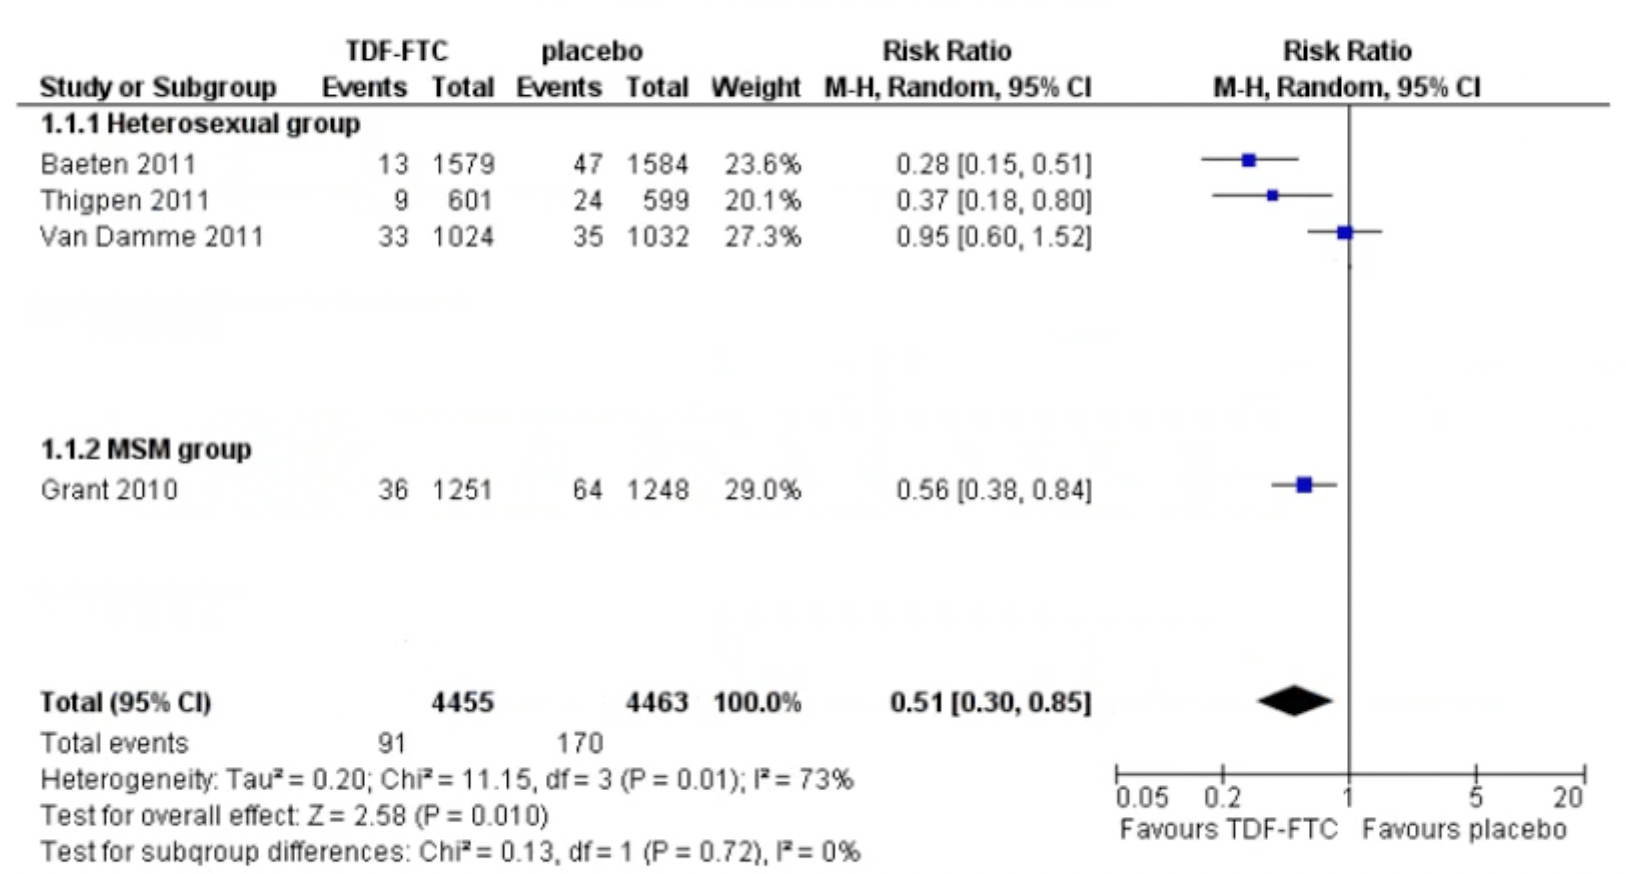 TDF-FTC placebo Risk Ratio Risk Ratio
Study or Subgroup Events Total Events Total Weight M-H, Random, 95% CI M-H, Random, 95% CI
1.1.1 Heterosexual group
Baeten 2011 13 1579 47 1584 23.6% 0.28 [0.15, 0.51]
Thigpen 2011 9 601 24 599 20.1% 0.37 [0.18, 0.80]
Van Damme 2011 33 1024 35 1032 27.3% 0.95 [0.60, 1.52]
1.1.2 MSM group
Grant 2010 36 1251 64 1248 29.0% 0.56 [0.38, 0.84]
Total (95% CI) 4455 4463 100.0% 0.51 [0.30, 0.85]
Total events 91 170
Heterogeneity: Tau² = 0.20; Chi² = 11.15, df = 3 (P = 0.01); I² = 73%
Test for overall effect: Z = 2.58 (P = 0.010)
Test for subgroup differences: Chi² = 0.13, df = 1 (P = 0.72), I² = 0%
0.05 0.2 1 5 20
Favours TDF-FTC Favours placebo